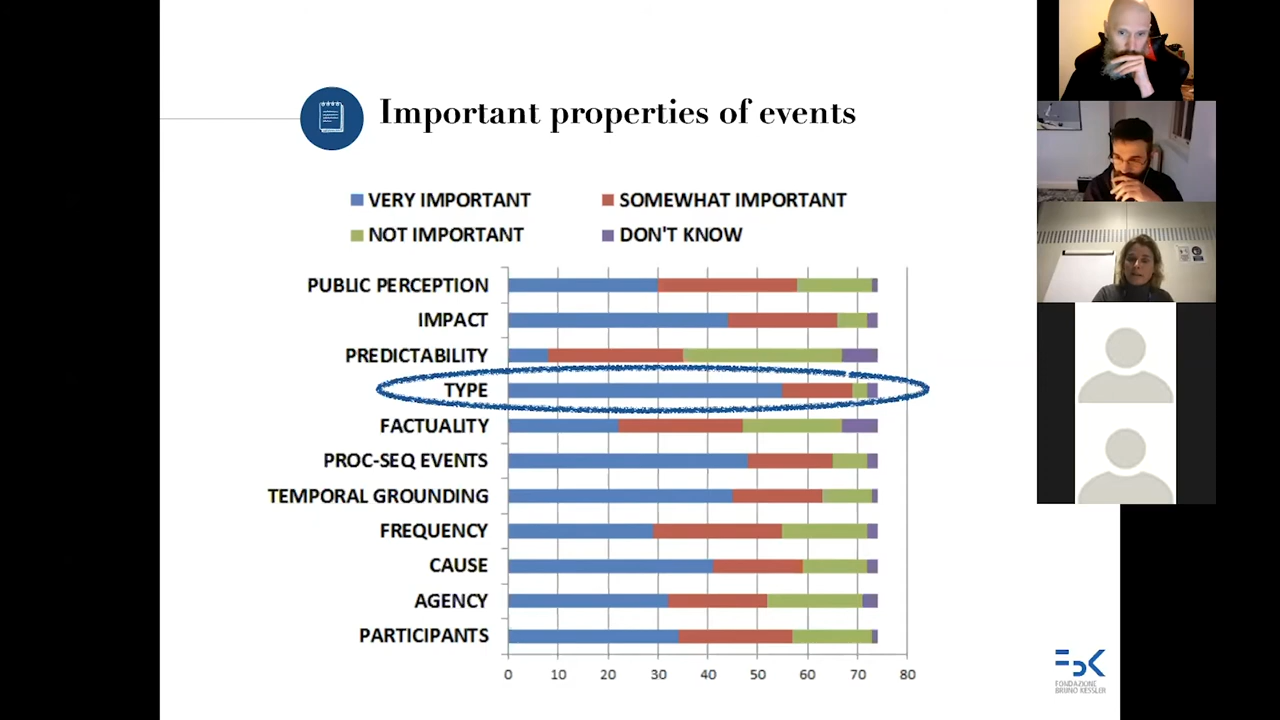 Important properties of events
VERY IMPORTANT
SOMEWHAT IMPORTANT
NOT IMPORTANT
DON'T KNOW
PUBLIC PERCEPTION
IMPACT
PREDICTABILITY
TYPE
FACTUALITY
PROC-SEQ EVENTS
TEMPORAL GROUNDING
FREQUENCY
CAUSE
AGENCY
PARTICIPANTS
0 10 20 30 40 50 60 70 80
FBK
FONDAZIONE
BRUNO KESSLER